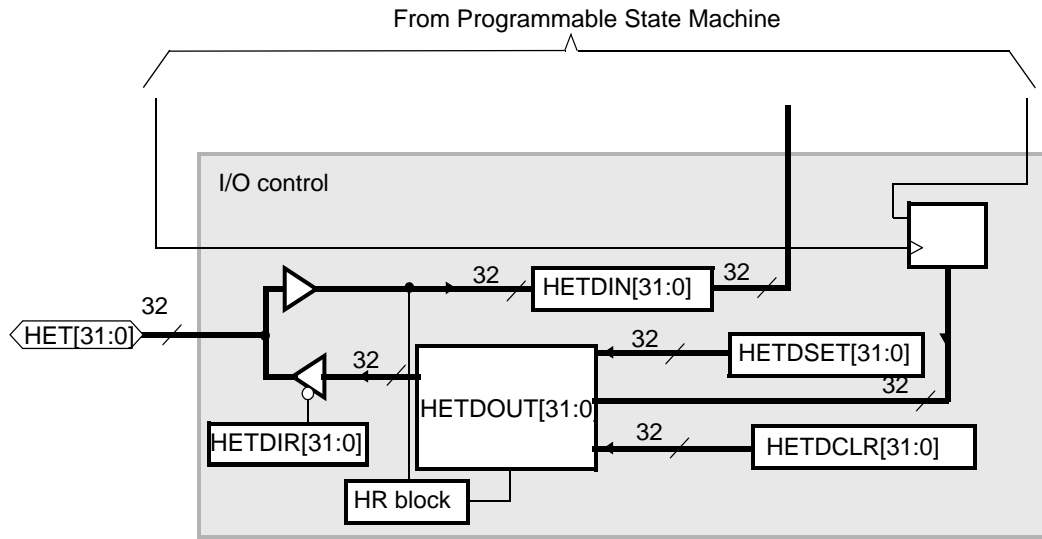 From Programmable State Machine
I/O control
32
HETDIN[31:0]
32
32
HET[31:0]
32
HETDSET[31:0]
32
32
HETDOUT[31:0]
HETDIR[31:0]
32
HETDCLR[31:0]
HR block